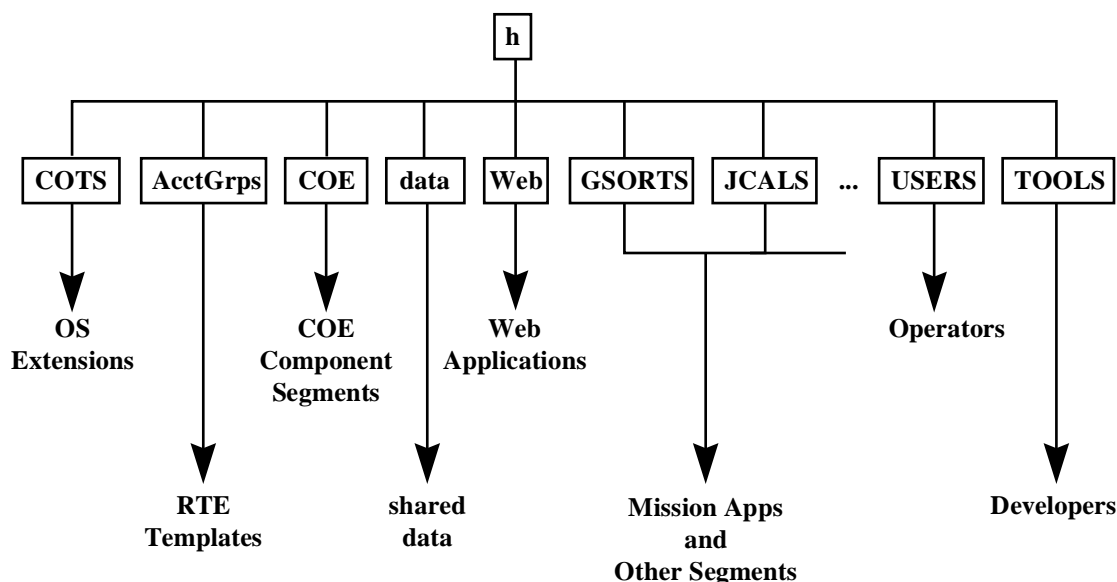 h
COTS
AcctGrps
COE
data
Web
GSORTS
JCALS
...
USERS
TOOLS
OS
Extensions
COE
Component
Segments
Web
Applications
Operators
RTE
Templates
shared
data
Mission Apps
and
Other Segments
Developers